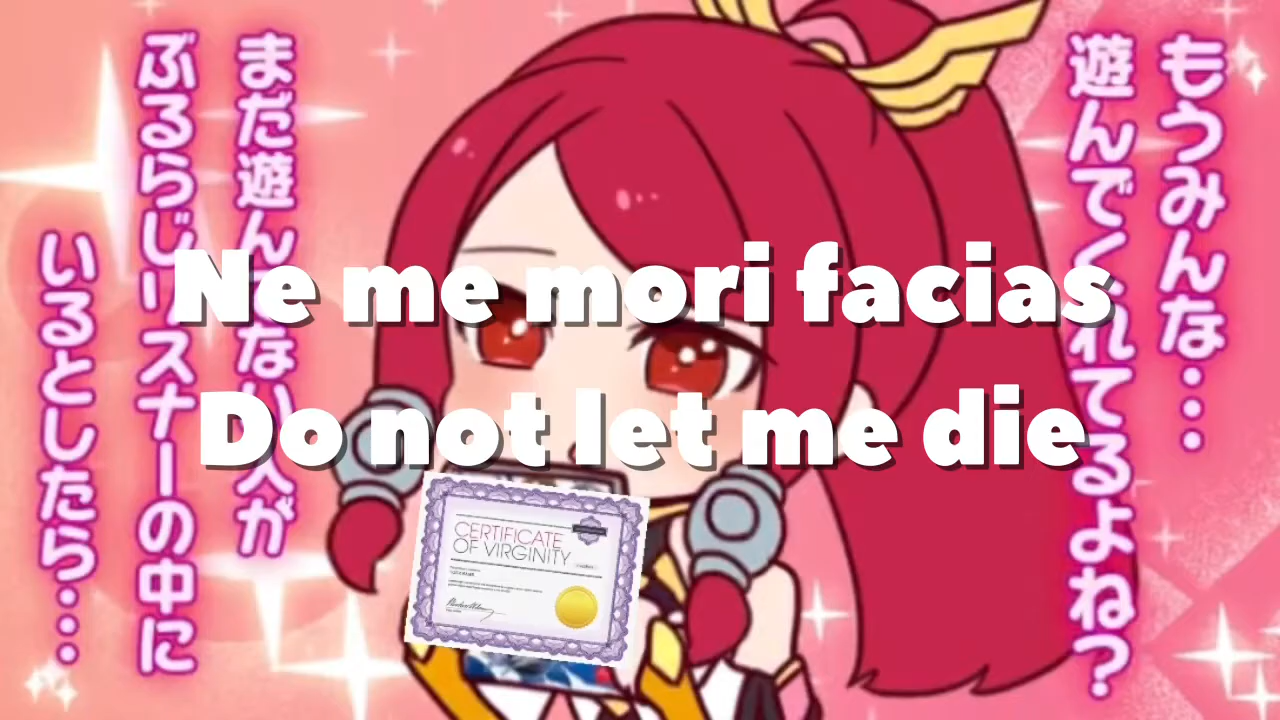 もうみんな・・・
遊んでくれてるよね?
まだ遊んでない人が
ぶるらじリスナーの中に
いるとしたら・・・・
Ne me mori facias
Do not let me die
CERTIFICATE
OF VIRGINITY